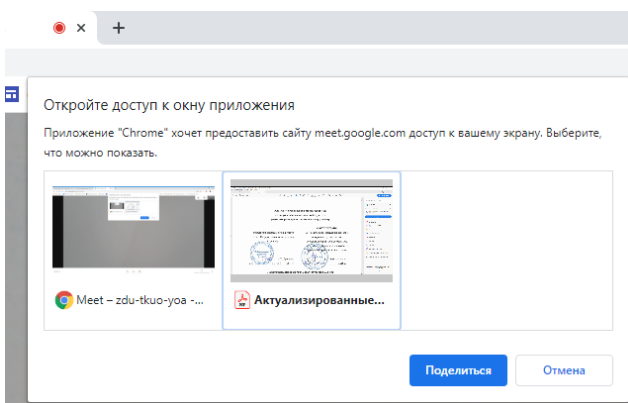 Откройте доступ к окну приложения
Приложение "Chrome" хочет предоставить сайту meet.google.com доступ к вашему экрану. Выберите,
что можно показать.
Meet – zdu-tkuo-yoa -...
Актуализированные...
Поделиться
Отмена